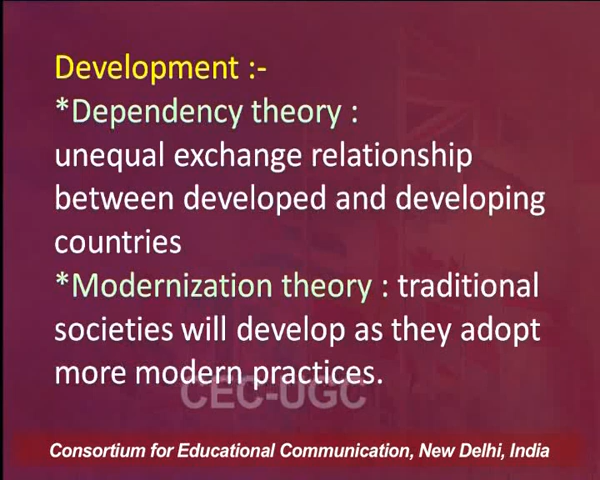 Development :-
*Dependency theory :
unequal exchange relationship
between developed and developing
countries
*Modernization theory : traditional
societies will develop as they adopt
more modern practices.
CEC-UGC
Consortium for Educational Communication, New Delhi, India